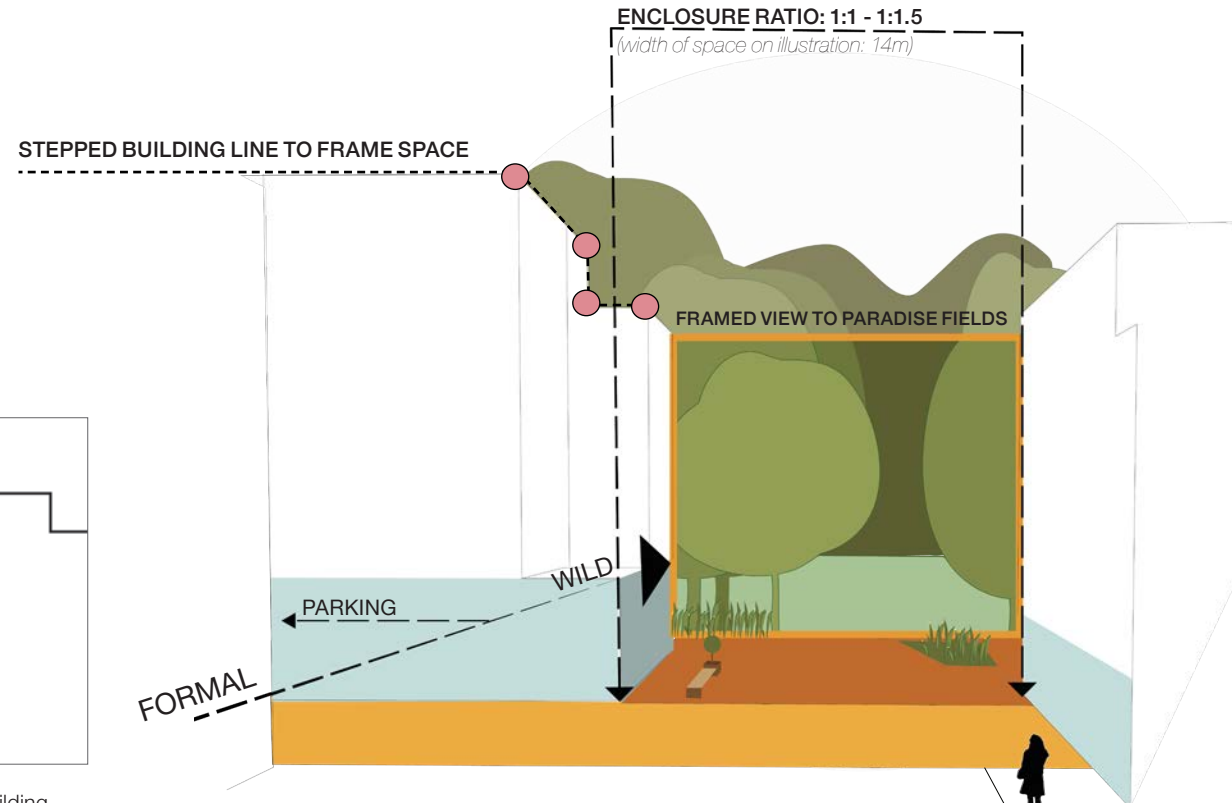 ENCLOSURE RATIO: 1:1 - 1:1.5
(width of space on illustration: 14m)
STEPPED BUILDING LINE TO FRAME SPACE
FRAMED VIEW TO PARADISE FIELDS
WILD
PARKING
FORMAL